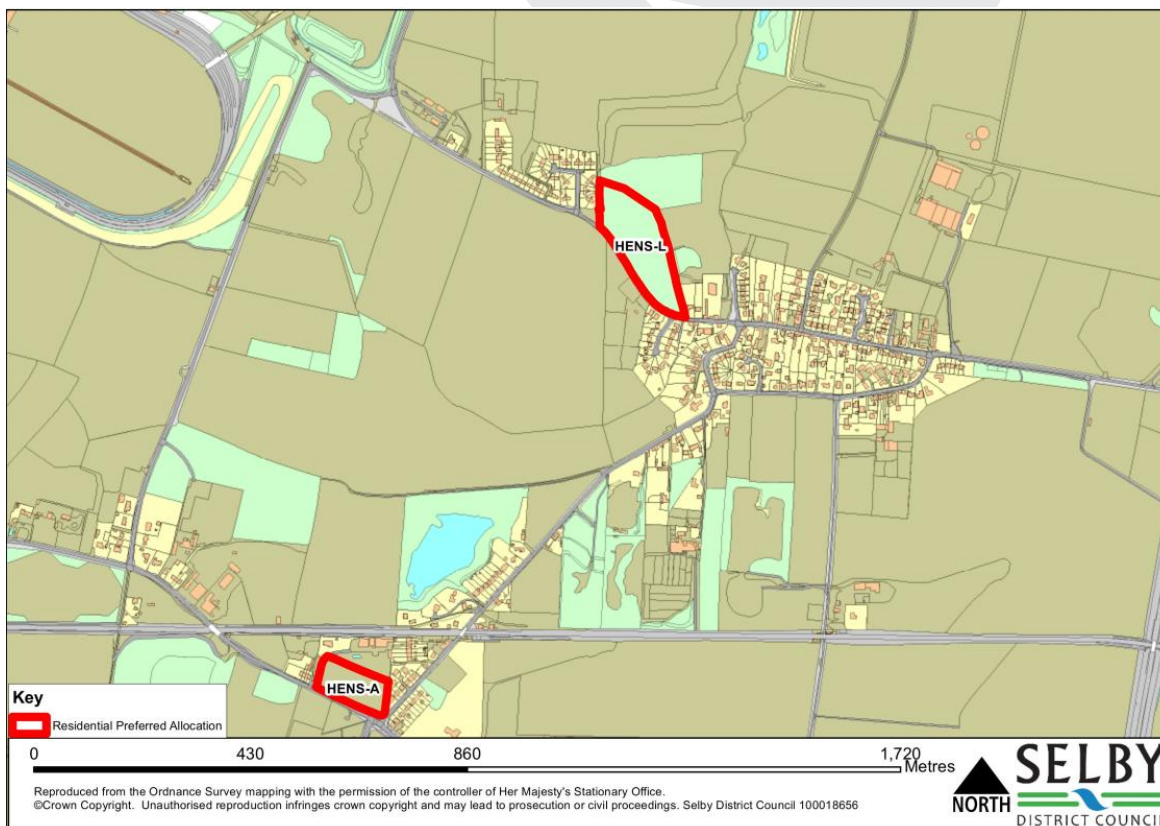 HENS-L
HENS-A
Key
Residential Preferred Allocation
0 430 860 1,720
Metres
Reproduced from the Ordnance Survey mapping with the permission of the controller of Her Majesty's Stationary Office.
©Crown Copyright. Unauthorised reproduction infringes crown copyright and may lead to prosecution or civil proceedings. Selby District Council 100018656
NORTH
SELBY
DISTRICT COUNCIL